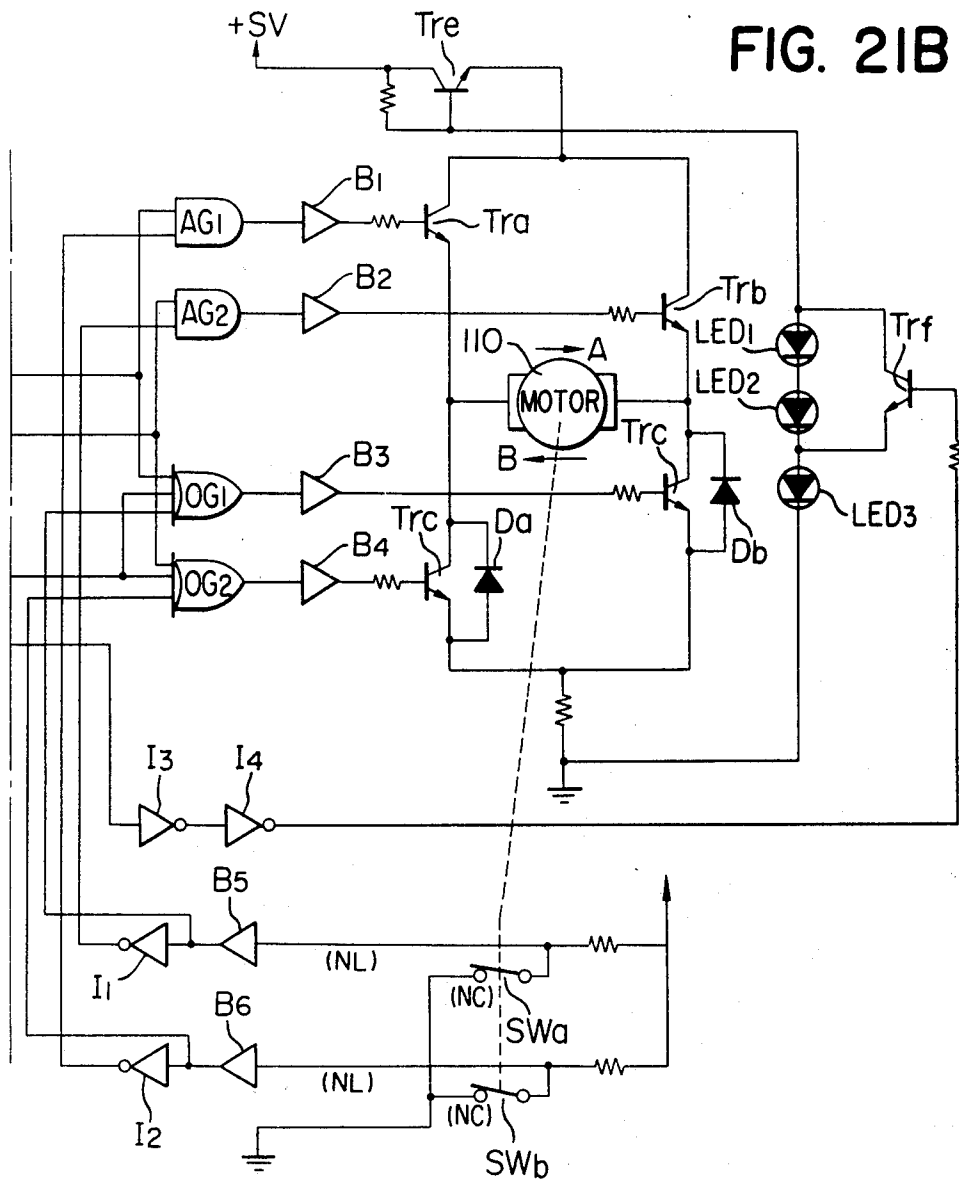 FIG. 21B
+SV
Tre
B1
AG1
Tra
B2
AG2
Trb
110
A
LED1
Trf
MOTOR
LED2
B
Trc
B3
OG1
LED3
Trc
Da
Db
B4
OG2
I3
I4
B5
(NL)
I1
(NC)
SWa
B6
(NL)
I2
(NC)
SWb